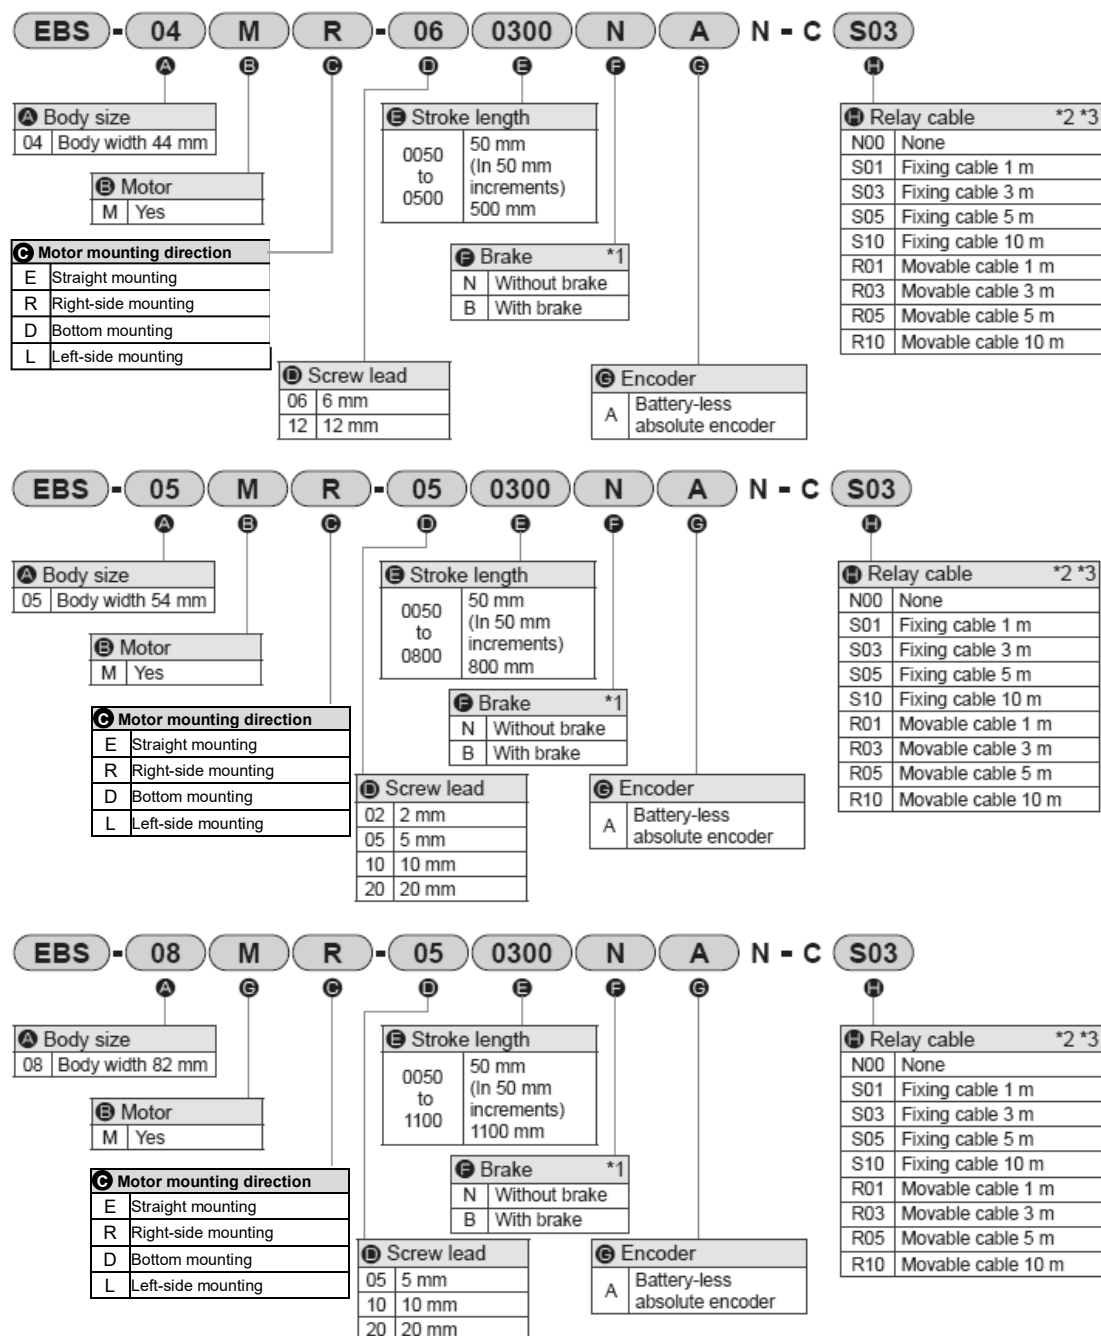 EBS - 04 M R - 06 0300 N A N - C S03
A B C D E F G H
A Body size
04 Body width 44 mm
B Motor
M Yes
C Motor mounting direction
E Straight mounting
R Right-side mounting
D Bottom mounting
L Left-side mounting
D Screw lead
06 6 mm
12 12 mm
E Stroke length
0050 to 0500
50 mm
(In 50 mm
increments)
500 mm
F Brake *1
N Without brake
B With brake
G Encoder
A Battery-less
absolute encoder
H Relay cable *2 *3
N00 None
S01 Fixing cable 1 m
S03 Fixing cable 3 m
S05 Fixing cable 5 m
S10 Fixing cable 10 m
R01 Movable cable 1 m
R03 Movable cable 3 m
R05 Movable cable 5 m
R10 Movable cable 10 m
EBS - 05 M R - 05 0300 N A N - C S03
A B C D E F G H
A Body size
05 Body width 54 mm
B Motor
M Yes
C Motor mounting direction
E Straight mounting
R Right-side mounting
D Bottom mounting
L Left-side mounting
D Screw lead
02 2 mm
05 5 mm
10 10 mm
20 20 mm
E Stroke length
0050 to 0800
50 mm
(In 50 mm
increments)
800 mm
F Brake *1
N Without brake
B With brake
G Encoder
A Battery-less
absolute encoder
H Relay cable *2 *3
N00 None
S01 Fixing cable 1 m
S03 Fixing cable 3 m
S05 Fixing cable 5 m
S10 Fixing cable 10 m
R01 Movable cable 1 m
R03 Movable cable 3 m
R05 Movable cable 5 m
R10 Movable cable 10 m
EBS - 08 M R - 05 0300 N A N - C S03
A G C D E F G H
A Body size
08 Body width 82 mm
B Motor
M Yes
C Motor mounting direction
E Straight mounting
R Right-side mounting
D Bottom mounting
L Left-side mounting
D Screw lead
05 5 mm
10 10 mm
20 20 mm
E Stroke length
0050 to 1100
50 mm
(In 50 mm
increments)
1100 mm
F Brake *1
N Without brake
B With brake
G Encoder
A Battery-less
absolute encoder
H Relay cable *2 *3
N00 None
S01 Fixing cable 1 m
S03 Fixing cable 3 m
S05 Fixing cable 5 m
S10 Fixing cable 10 m
R01 Movable cable 1 m
R03 Movable cable 3 m
R05 Movable cable 5 m
R10 Movable cable 10 m